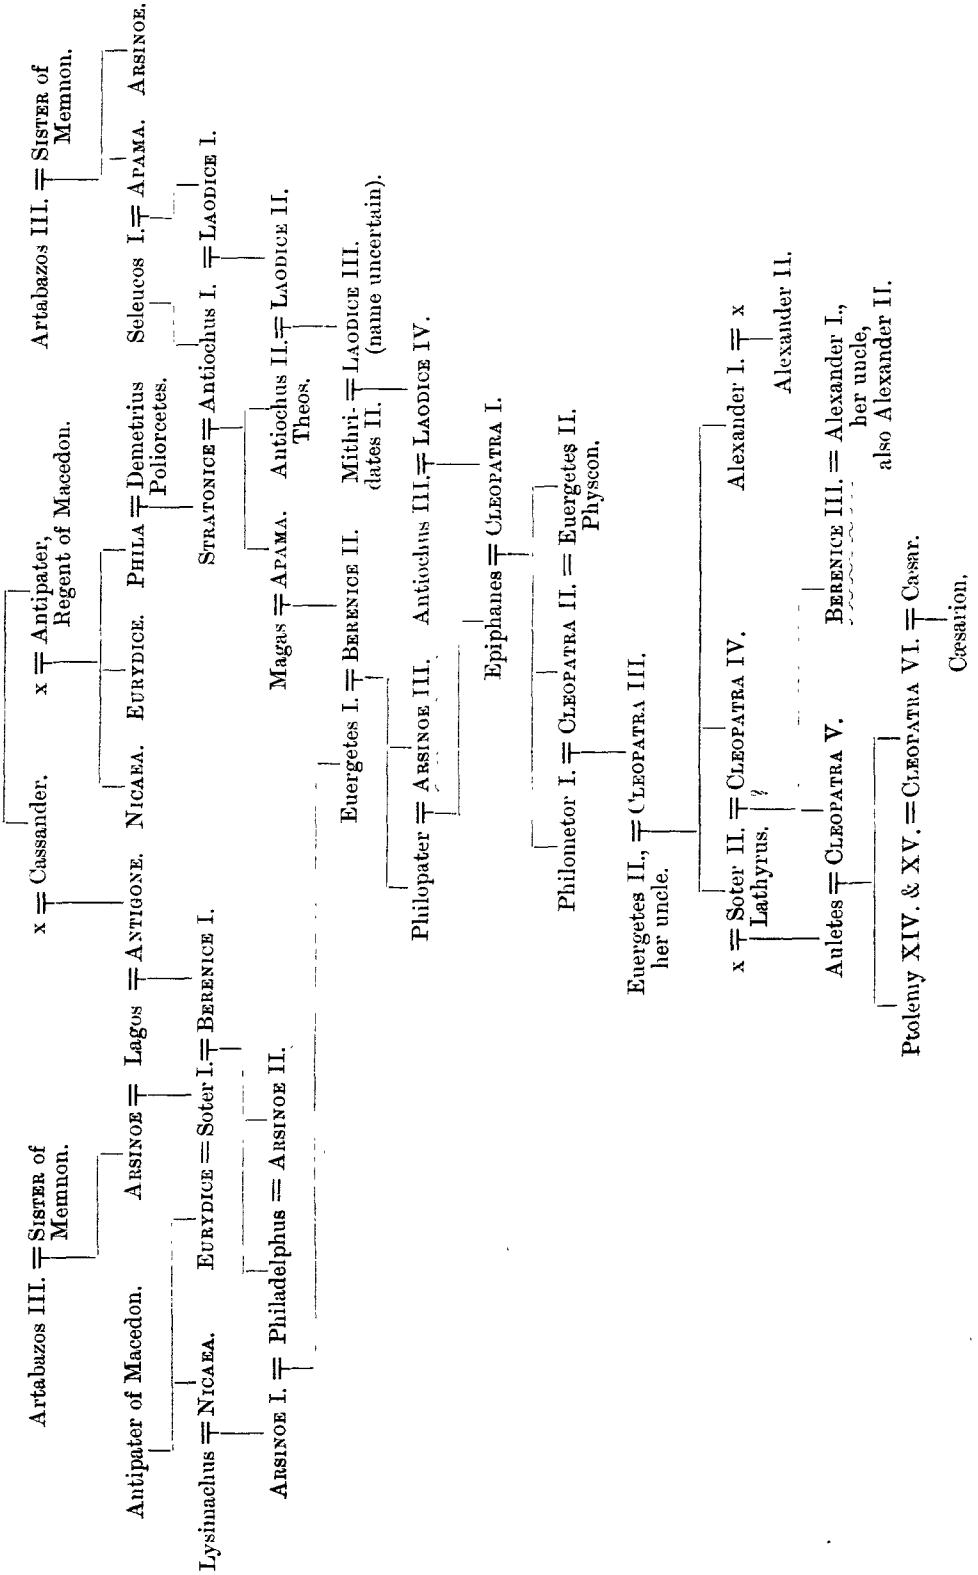 Artabazos III. = SISTER of
Memnon.
x = Cassander.
x = Antipater,
Regent of Macedon.
Artabazos III. = SISTER of
Memnon.
Antipater of Macedon.
ARSINOE = Lagos = ANTIGONE.
NICAEA. EURYDICE. PHILA = Demetrius
Poliorcetes.
Seleucos I. = APAMA. ARSINOE.
Lysimachus = NICAEA.
EURYDICE = Soter I. = BERENICE I.
STRATONICE = Antiochus I. = LAODICE I.
ARSINOE I. = Philadelphus = ARSINOE II.
Magas = APAMA.
Antiochus II. = LAODICE II.
Theos.
Euergetes I. = BERENICE II.
Mithri- = LAODICE III.
dates II. (name uncertain).
Philopater = ARSINOE III.
Antiochus III. = LAODICE IV.
Epiphanes = CLEOPATRA I.
Philometor I. = CLEOPATRA II. = Euergetes II.
Physcon.
Euergetes II., = CLEOPATRA III.
her uncle.
x = Soter II. = CLEOPATRA IV.
Lathyrus. ?
Alexander I. = x
Alexander II.
Auletes = CLEOPATRA V.
BERENICE III. = Alexander I.,
her uncle,
also Alexander II.
Ptolemy XIV. & XV. = CLEOPATRA VI. = Cæsar.
Cæsarion.